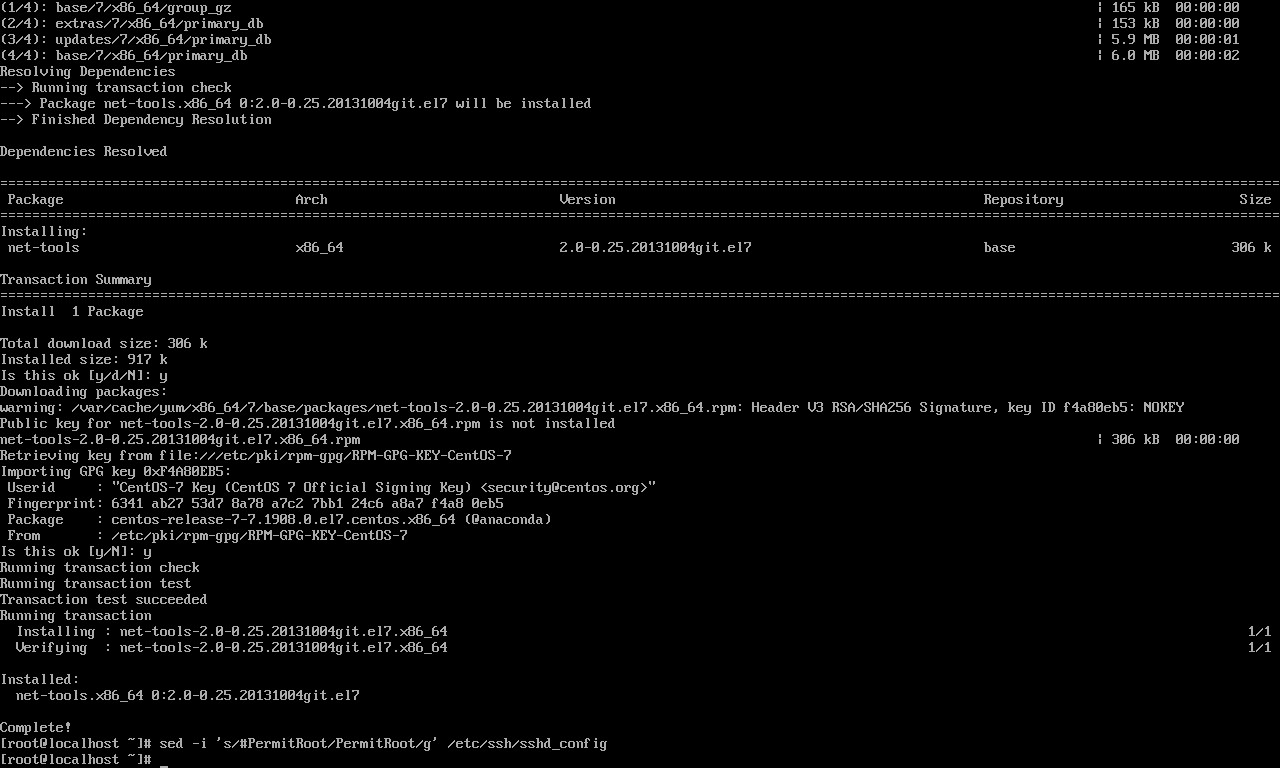 (1/4): base/7/x86_64/group_gz | 165 kB 00:00:00
(2/4): extras/7/x86_64/primary_db | 153 kB 00:00:00
(3/4): updates/7/x86_64/primary_db | 5.9 MB 00:00:01
(4/4): base/7/x86_64/primary_db | 6.0 MB 00:00:02
Resolving Dependencies
--> Running transaction check
---> Package net-tools.x86_64 0:2.0-0.25.20131004git.el7 will be installed
--> Finished Dependency Resolution
Dependencies Resolved
================================================================================================================================================================
Package Arch Version Repository Size
================================================================================================================================================================
Installing:
net-tools x86_64 2.0-0.25.20131004git.el7 base 306 k
Transaction Summary
================================================================================================================================================================
Install 1 Package
Total download size: 306 k
Installed size: 917 k
Is this ok [y/d/N]: y
Downloading packages:
warning: /var/cache/yum/x86_64/7/base/packages/net-tools-2.0-0.25.20131004git.el7.x86_64.rpm: Header V3 RSA/SHA256 Signature, key ID f4a80eb5: NOKEY
Public key for net-tools-2.0-0.25.20131004git.el7.x86_64.rpm is not installed
net-tools-2.0-0.25.20131004git.el7.x86_64.rpm | 306 kB 00:00:00
Retrieving key from file:///etc/pki/rpm-gpg/RPM-GPG-KEY-CentOS-7
Importing GPG key 0xF4A80EB5:
Userid : "CentOS-7 Key (CentOS 7 Official Signing Key) <security@centos.org>"
Fingerprint: 6341 ab27 53d7 8a78 a7c2 7bb1 24c6 a8a7 f4a8 0eb5
Package : centos-release-7-7.1908.0.el7.centos.x86_64 (@anaconda)
From : /etc/pki/rpm-gpg/RPM-GPG-KEY-CentOS-7
Is this ok [y/N]: y
Running transaction check
Running transaction test
Transaction test succeeded
Running transaction
Installing : net-tools-2.0-0.25.20131004git.el7.x86_64 1/1
Verifying : net-tools-2.0-0.25.20131004git.el7.x86_64 1/1
Installed:
net-tools.x86_64 0:2.0-0.25.20131004git.el7
Complete!
[root@localhost ~]# sed -i 's/#PermitRoot/PermitRoot/g' /etc/ssh/sshd_config
[root@localhost ~]# _